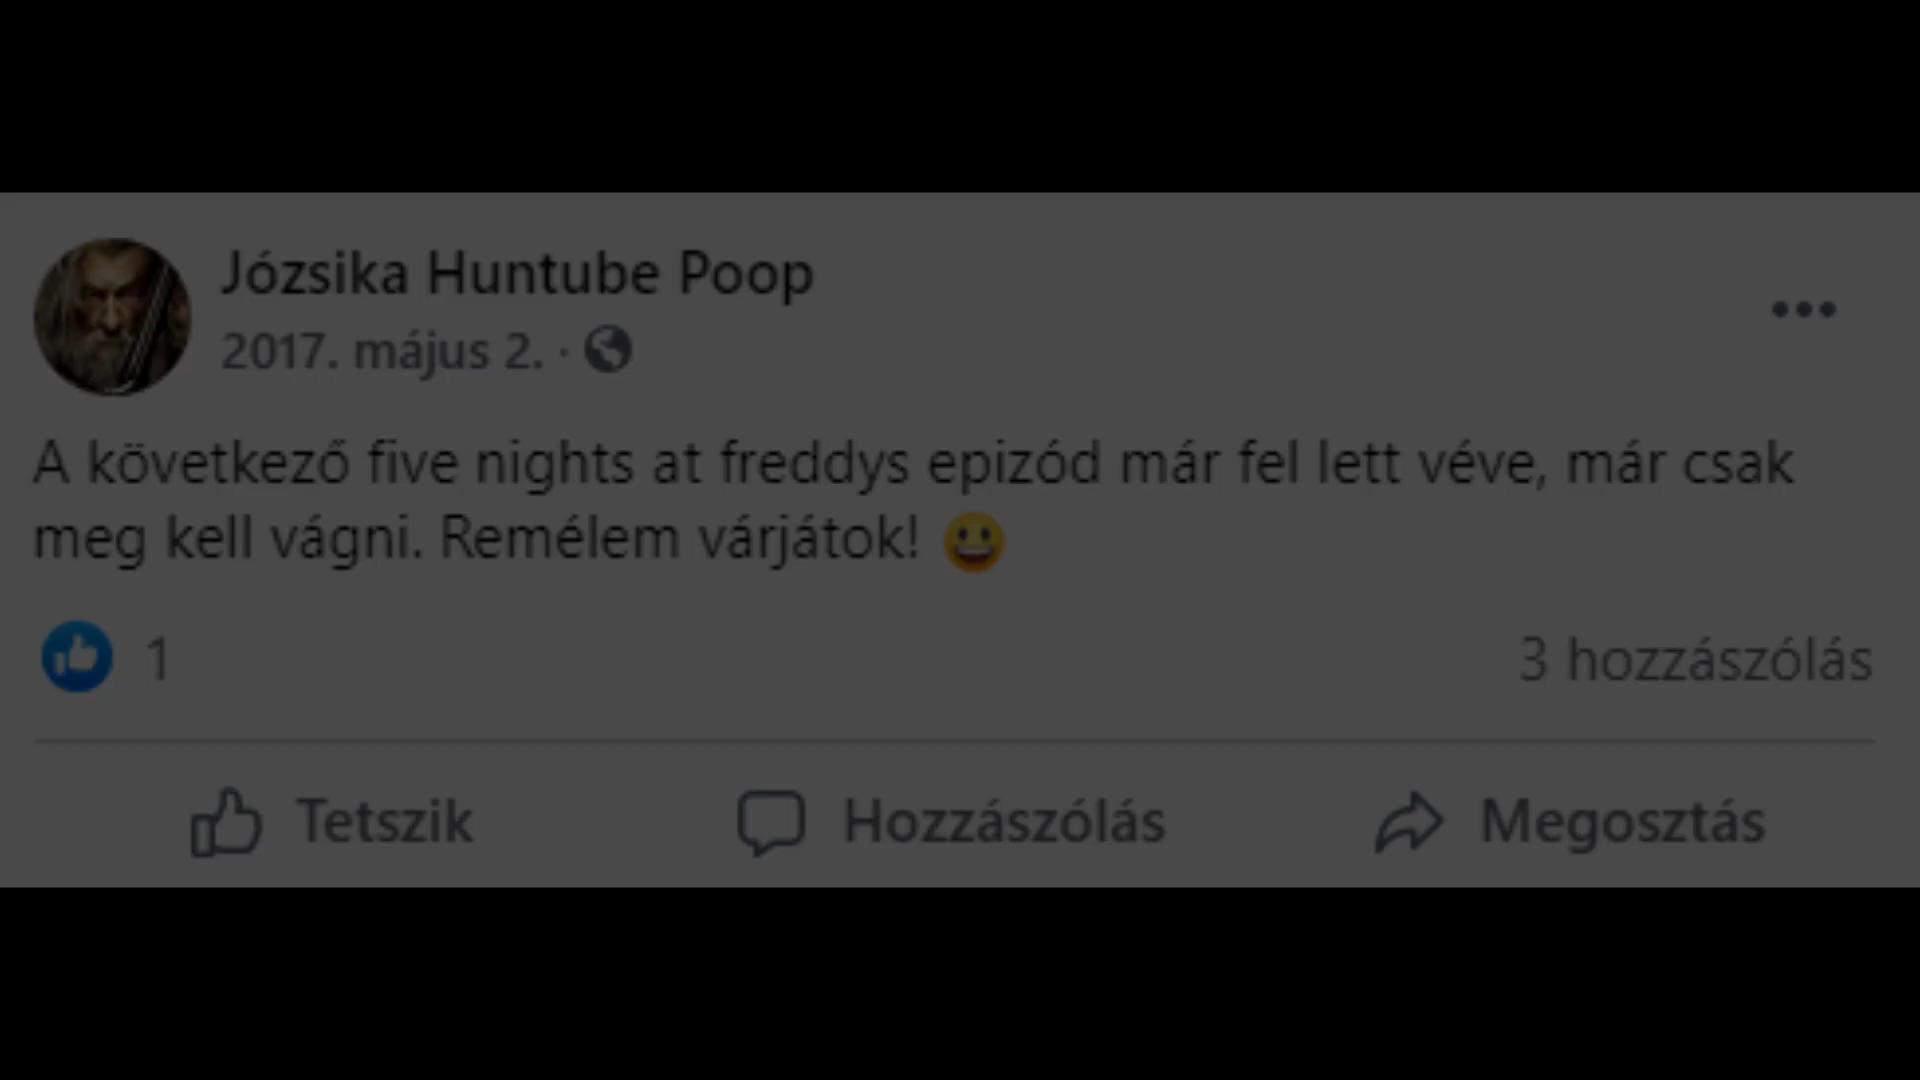 Józsika Huntube Poop
2017. május 2. ·
A következő five nights at freddys epizód már fel lett véve, már csak
meg kell vágni. Remélem várjátok! 😀
1
3 hozzászólás
Tetszik
Hozzászólás
Megosztás